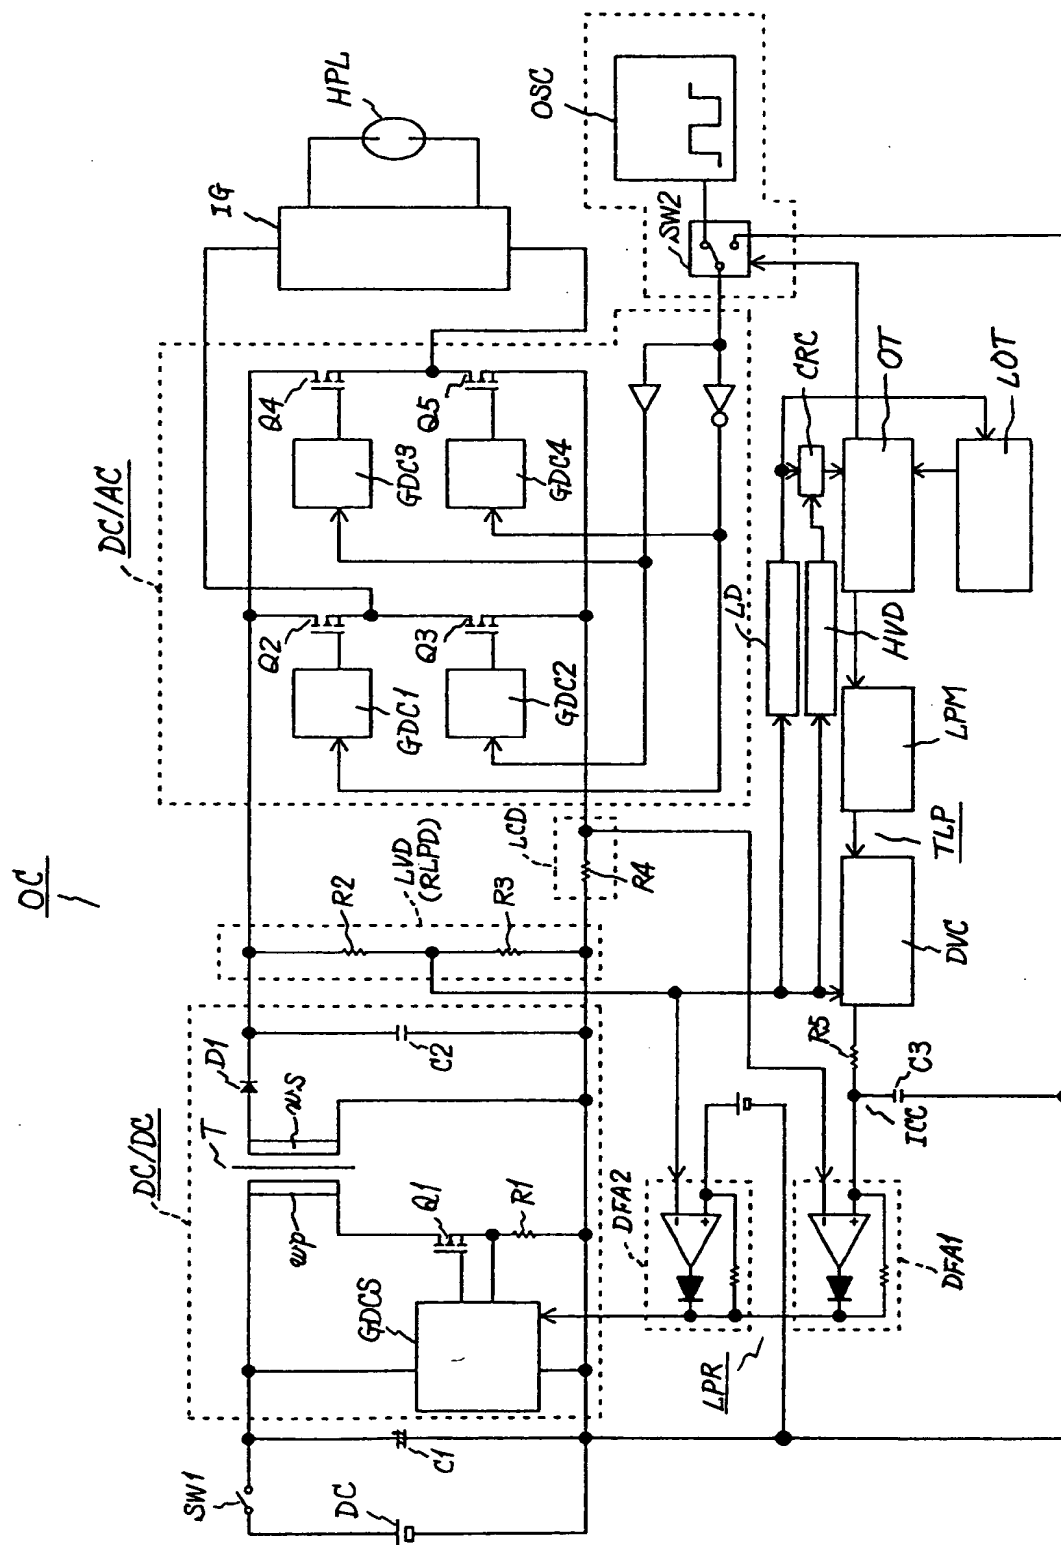 OC
DC/DC
DC/AC
SW1
DC
C1
GDCS
wp
T
ws
D1
Q1
R1
C2
LVD
(RLPD)
R2
R3
LCD
R4
Q2
GDC1
Q3
GDC2
Q4
GDC3
Q5
GDC4
IG
HPL
OSC
SW2
LPR
DFA2
-
+
DFA1
-
+
ICC
C3
R5
DVC
TLP
LPM
LD
HVD
CRC
OT
LOT